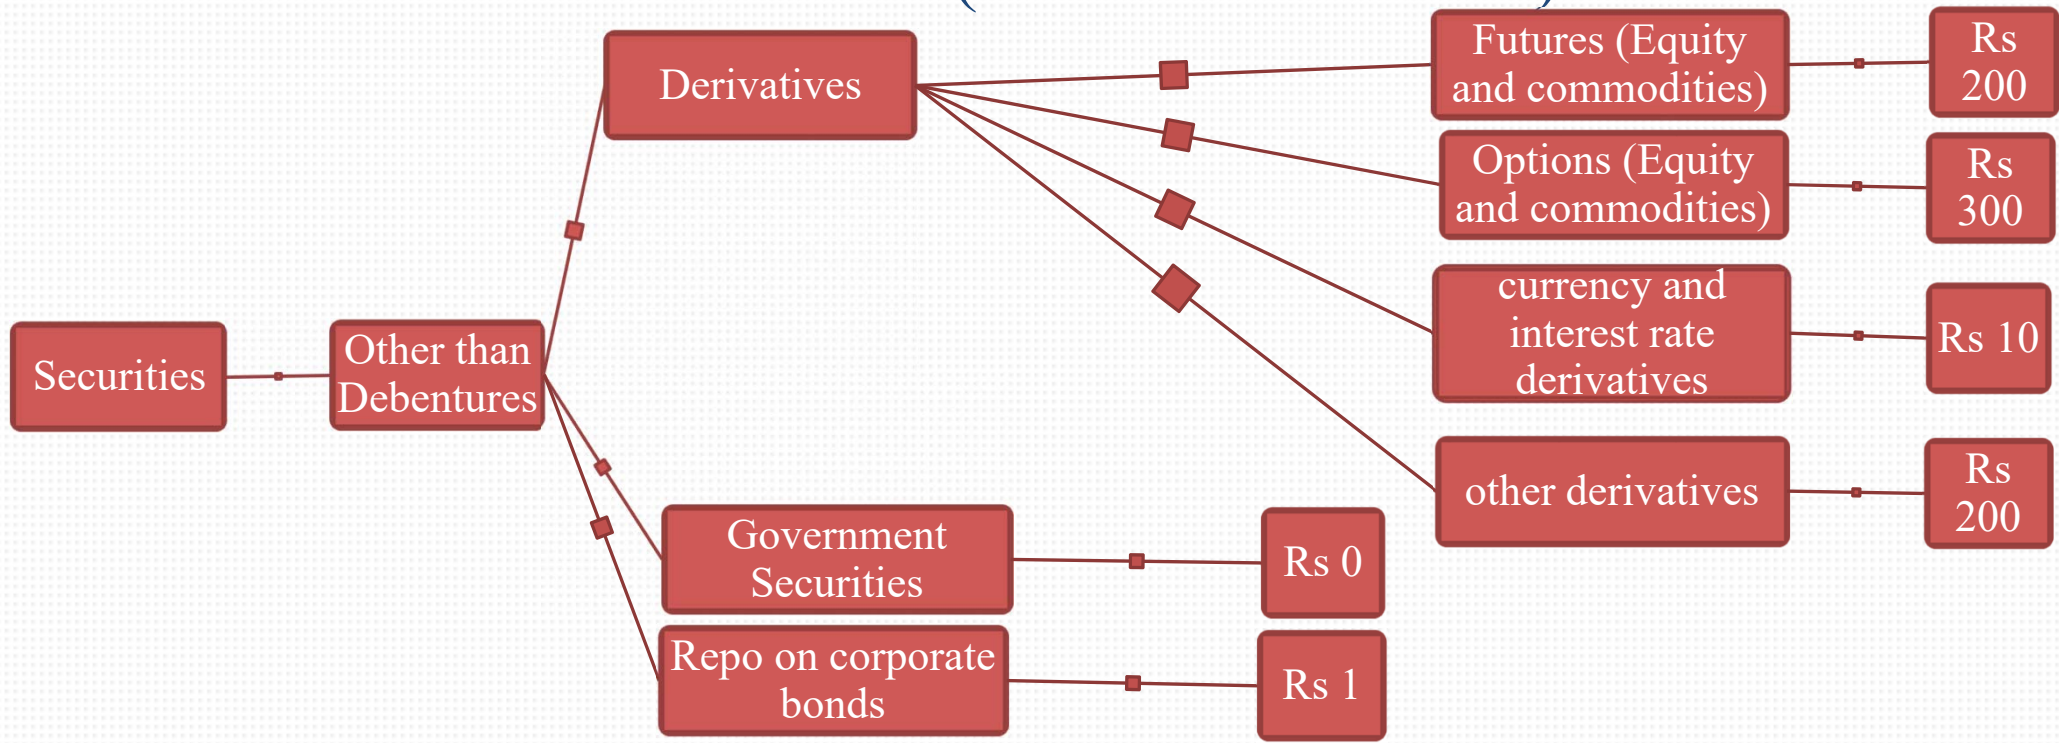 Derivatives
Futures (Equity
and commodities)
Rs
200
Options (Equity
and commodities)
Rs
300
currency and
interest rate
derivatives
Rs 10
other derivatives
Rs
200
Securities
Other than
Debentures
Government
Securities
Rs 0
Repo on corporate
bonds
Rs 1